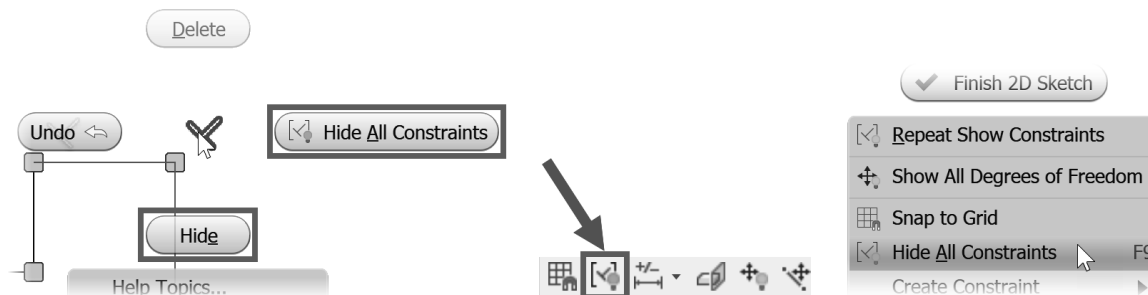 Delete
Undo
Hide All Constraints
Hide
Help Topics...
+/-
Finish 2D Sketch
Repeat Show Constraints
Show All Degrees of Freedom
Snap to Grid
Hide All Constraints F9
Create Constraint